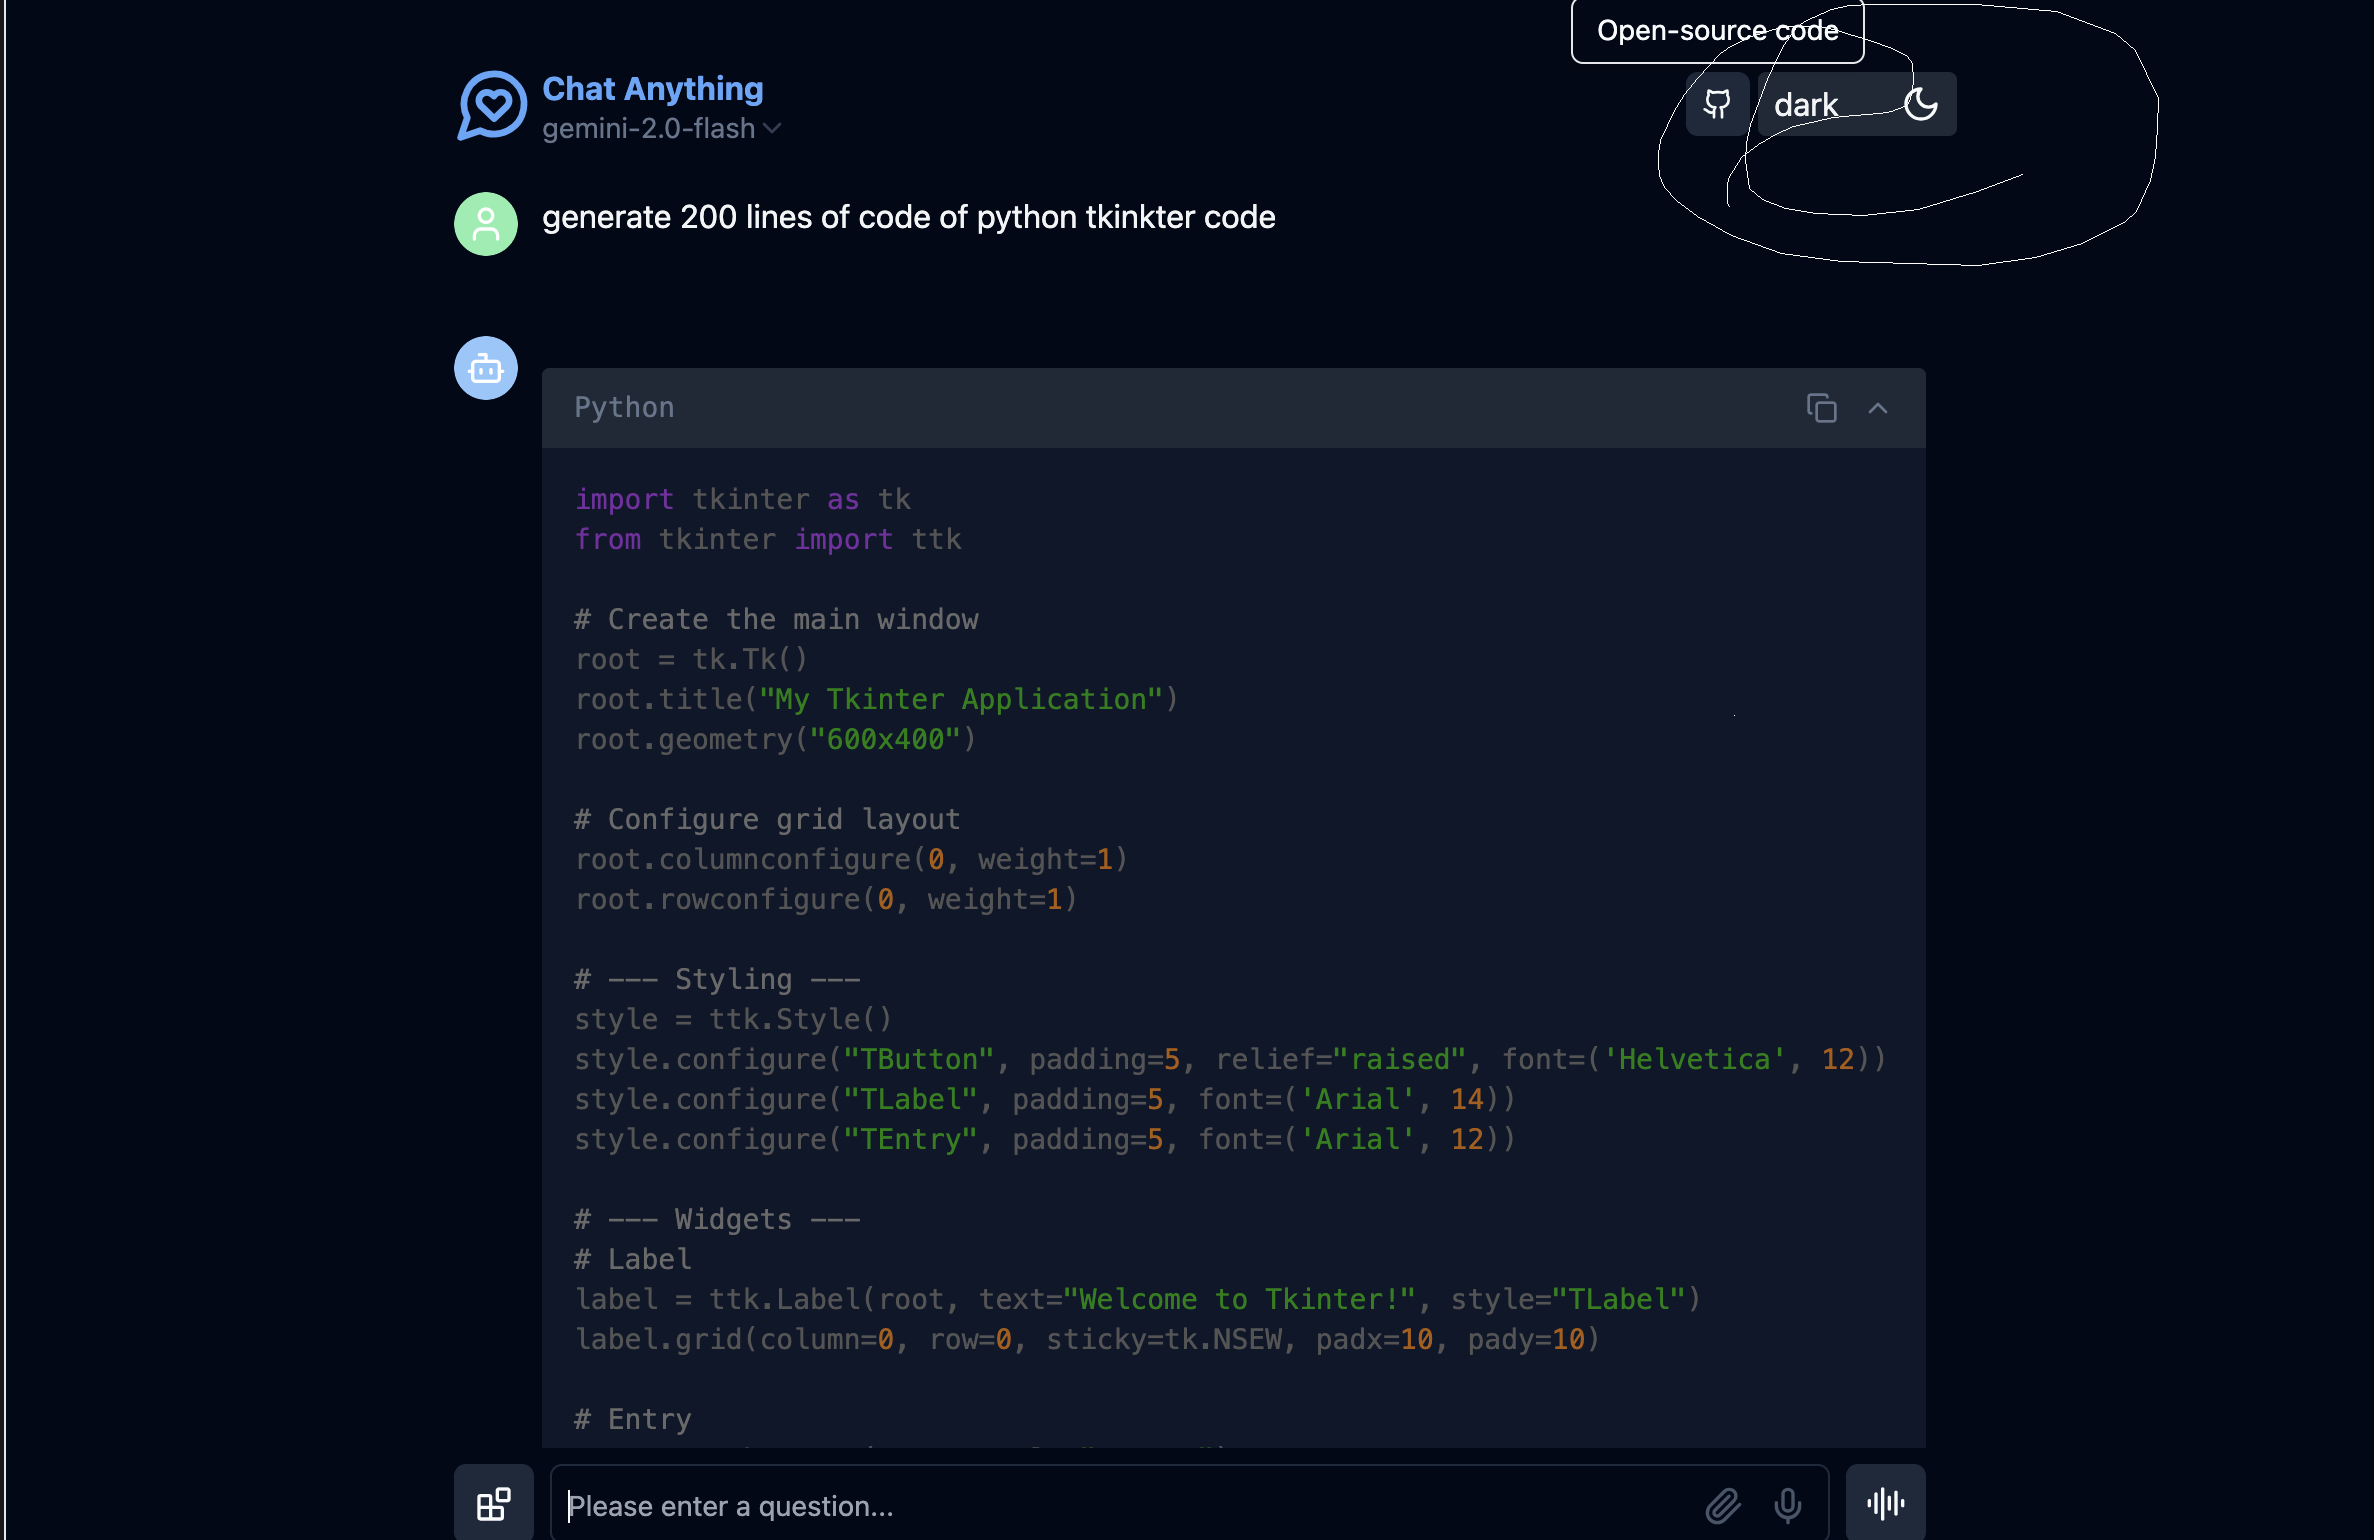 Open-source code
Chat Anything
gemini-2.0-flash
dark
generate 200 lines of code of python tkinkter code
Python
import tkinter as tk
from tkinter import ttk
# Create the main window
root = tk.Tk()
root.title("My Tkinter Application")
root.geometry("600x400")
# Configure grid layout
root.columnconfigure(0, weight=1)
root.rowconfigure(0, weight=1)
# --- Styling ---
style = ttk.Style()
style.configure("TButton", padding=5, relief="raised", font=('Helvetica', 12))
style.configure("TLabel", padding=5, font=('Arial', 14))
style.configure("TEntry", padding=5, font=('Arial', 12))
# --- Widgets ---
# Label
label = ttk.Label(root, text="Welcome to Tkinter!", style="TLabel")
label.grid(column=0, row=0, sticky=tk.NSEW, padx=10, pady=10)
# Entry
Please enter a question...